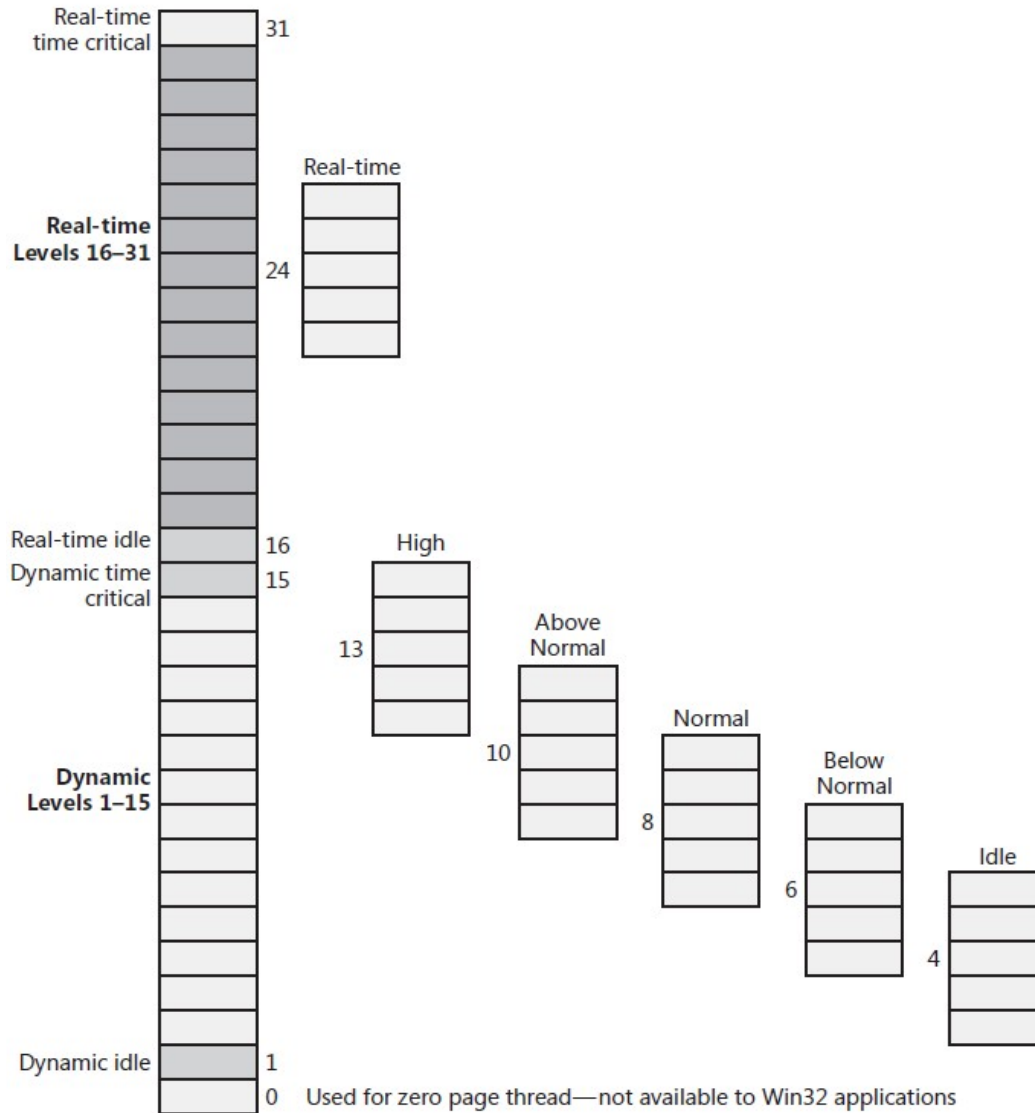 Real-time
time critical
31
Real-time
Real-time
Levels 16–31
24
Real-time idle
16
High
Dynamic time
critical
15
Above
Normal
13
Normal
10
Below
Normal
Dynamic
Levels 1–15
8
Idle
6
4
Dynamic idle
1
0
Used for zero page thread—not available to Win32 applications